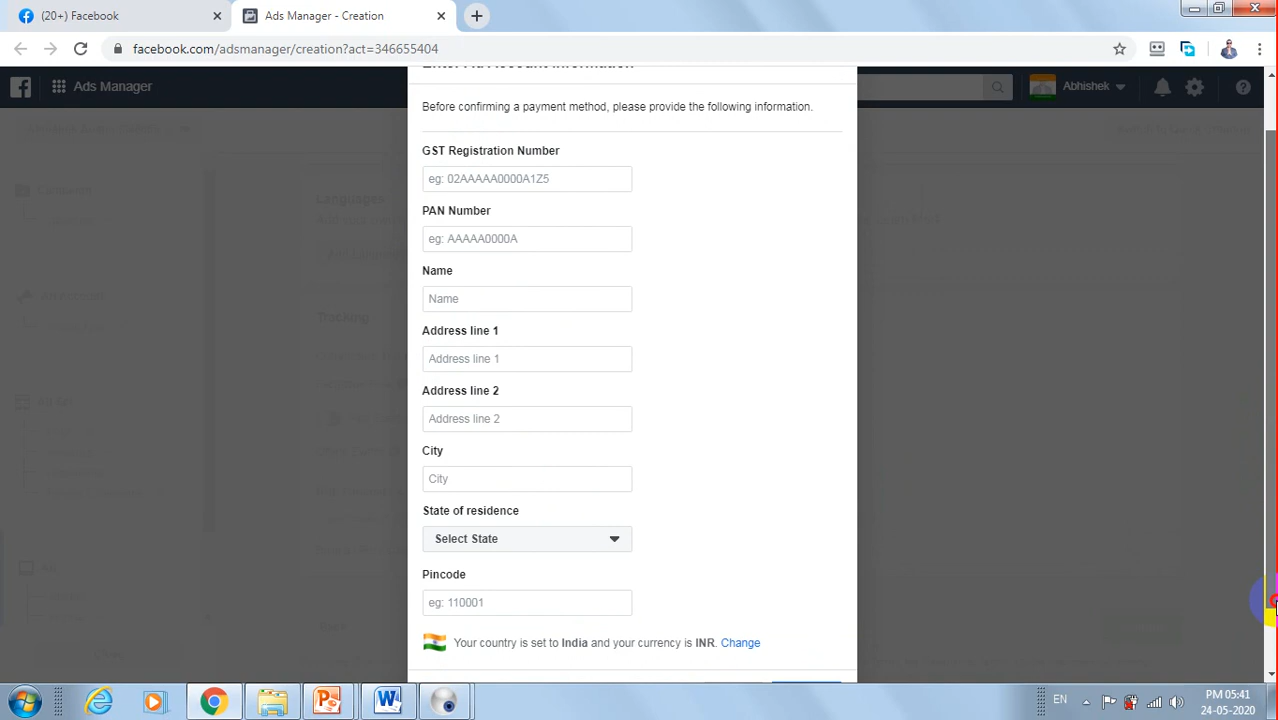 (20+) Facebook
Ads Manager - Creation
facebook.com/adsmanager/creation?act=346655404
Ads Manager
Abhishek
Before confirming a payment method, please provide the following information.
GST Registration Number
eg: 02AAAAA0000A1Z5
PAN Number
eg: AAAAA0000A
Name
Name
Address line 1
Address line 1
Address line 2
Address line 2
City
City
State of residence
Select State
Pincode
eg: 110001
Your country is set to India and your currency is INR. Change
Languages
Tracking
EN
PM 05:41
24-05-2020